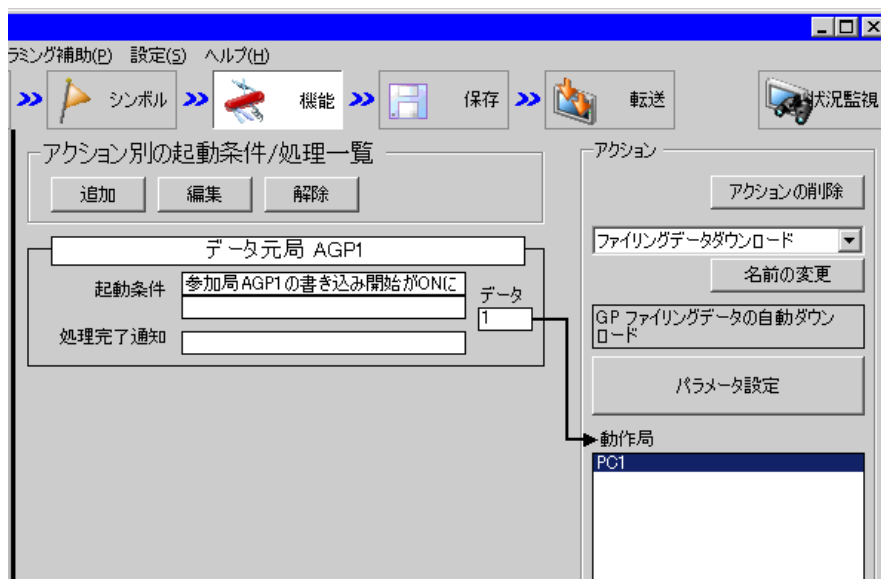 ラミング補助(P) 設定(S) ヘルプ(H)
シンボル 機能 保存 転送 状況監視
アクション別の起動条件/処理一覧
追加 編集 解除
データ元局 AGP1
起動条件 参加局AGP1の書き込み開始がON(こ
データ
1
処理完了通知
アクション
アクションの削除
ファイリングデータダウンロード
名前の変更
GP ファイリングデータの自動ダウン
ロード
パラメータ設定
動作局
PC1